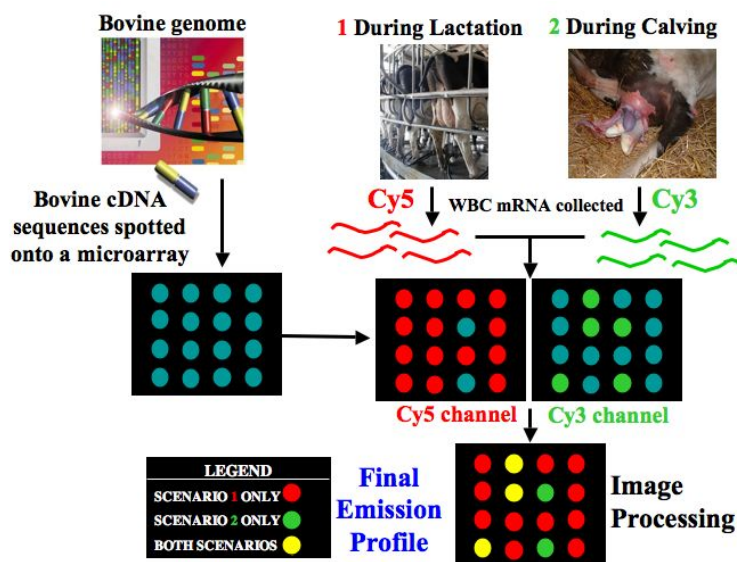 Bovine genome
1 During Lactation
2 During Calving
Bovine cDNA
sequences spotted
onto a microarray
Cy5
WBC mRNA collected
Cy3
Cy5 channel
Cy3 channel
LEGEND
SCENARIO 1 ONLY
SCENARIO 2 ONLY
BOTH SCENARIOS
Final
Emission
Profile
Image
Processing